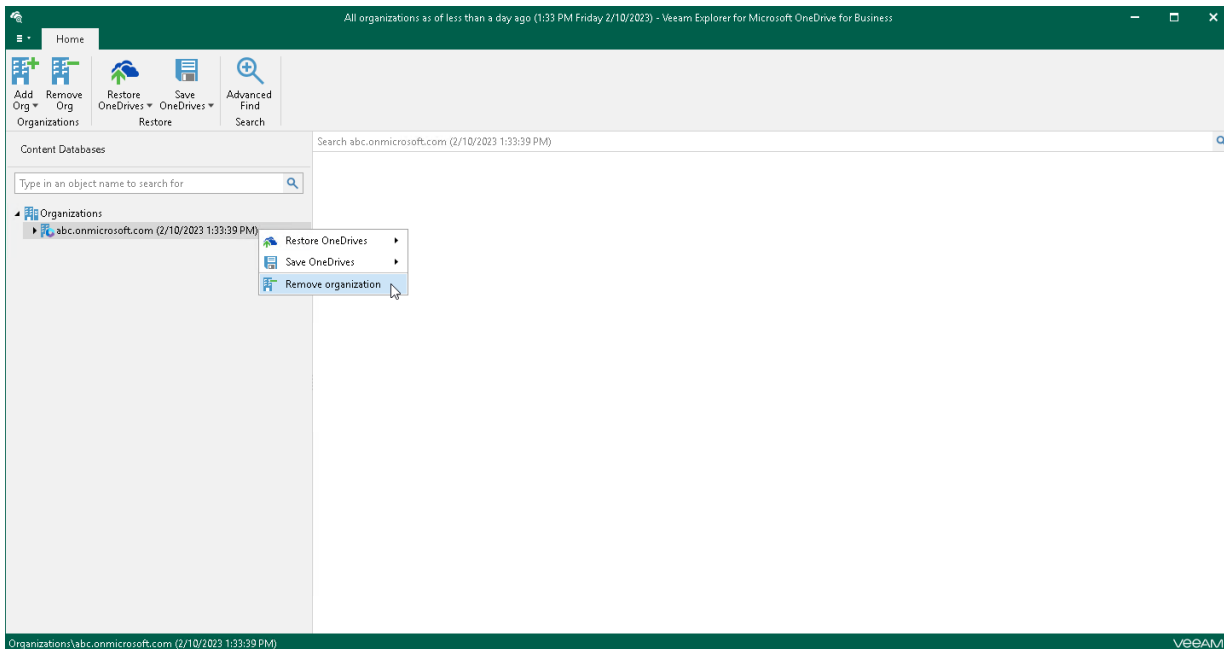 All organizations as of less than a day ago (1:33 PM Friday 2/10/2023) - Veeam Explorer for Microsoft OneDrive for Business
Home
Add Org
Remove Org
Restore OneDrives
Save OneDrives
Advanced Find
Organizations
Restore
Search
Content Databases
Search abc.onmicrosoft.com (2/10/2023 1:33:39 PM)
Type in an object name to search for
Organizations
abc.onmicrosoft.com (2/10/2023 1:33:39 PM)
Restore OneDrives
Save OneDrives
Remove organization
Organizations\abc.onmicrosoft.com (2/10/2023 1:33:39 PM)
veeam